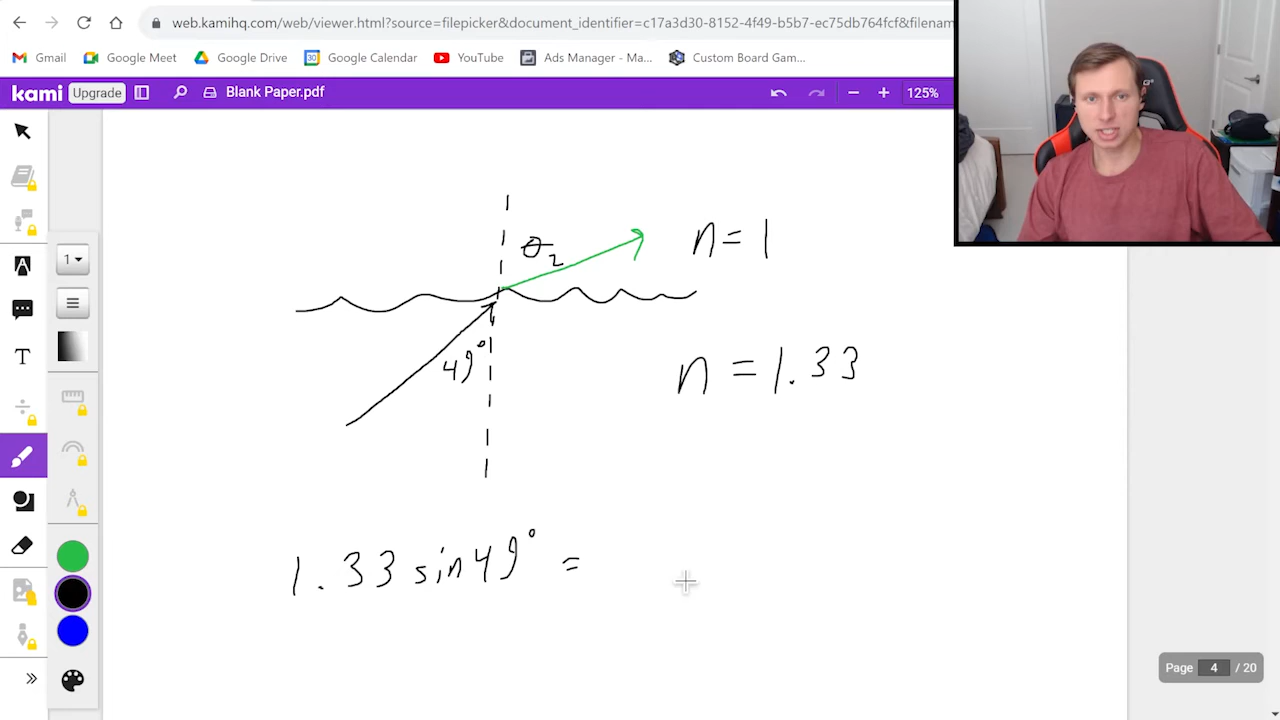 web.kamihq.com/web/viewer.html?source=filepicker&document_identifier=c17a3d30-8152-4f49-b5b7-ec75db764fcf&filenam
Gmail Google Meet Google Drive Google Calendar YouTube Ads Manager - Ma... Custom Board Gam...
kami Upgrade Blank Paper.pdf 125%
θ₂
n = 1
49°
n = 1.33
1.33 sin 49° =
1
T
Page 4 / 20